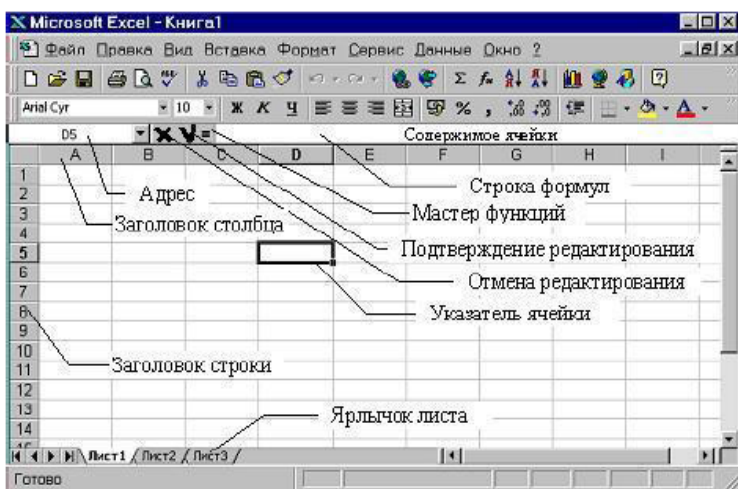 Microsoft Excel - Книга1
Файл Правка Вид Вставка Формат Сервис Данные Окно ?
Arial Cyr 10 Ж К Ч % ,
D5 = Содержимое ячейки
A B C D E F G H I
1
2
3
4
5
6
7
8
9
10
11
12
13
14
15
Строка формул
Адрес
Мастер функций
Заголовок столбца
Подтверждение редактирования
Отмена редактирования
Указатель ячейки
Заголовок строки
Ярлычок листа
Лист1 Лист2 Лист3
Готово